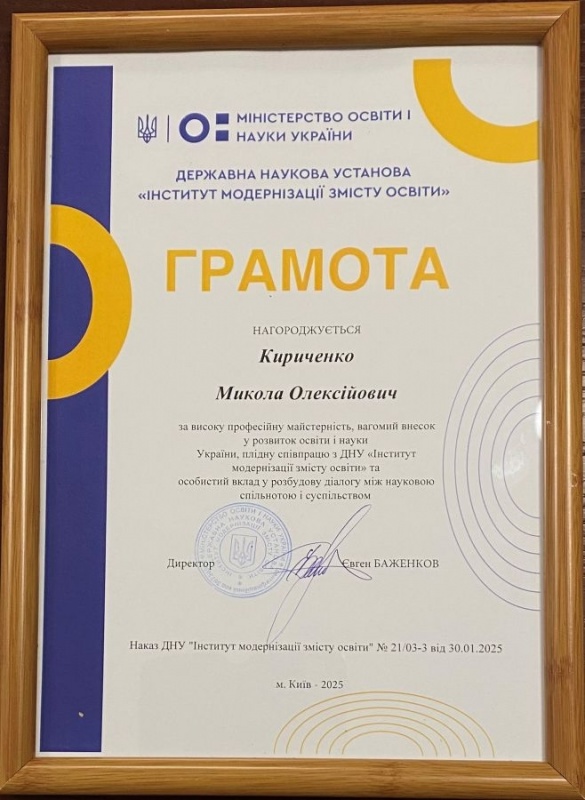 МІНІСТЕРСТВО ОСВІТИ І
НАУКИ УКРАЇНИ
ДЕРЖАВНА НАУКОВА УСТАНОВА
«ІНСТИТУТ МОДЕРНІЗАЦІЇ ЗМІСТУ ОСВІТИ»
ГРАМОТА
НАГОРОДЖУЄТЬСЯ
Кириченко
Микола Олексійович
за високу професійну майстерність, вагомий внесок
у розвиток освіти і науки
України, плідну співпрацю з ДНУ «Інститут
модернізації змісту освіти» та
особистий вклад у розбудову діалогу між науковою
спільнотою і суспільством
Директор Євген БАЖЕНКОВ
Наказ ДНУ "Інститут модернізації змісту освіти" № 21/03-3 від 30.01.2025
м. Київ - 2025